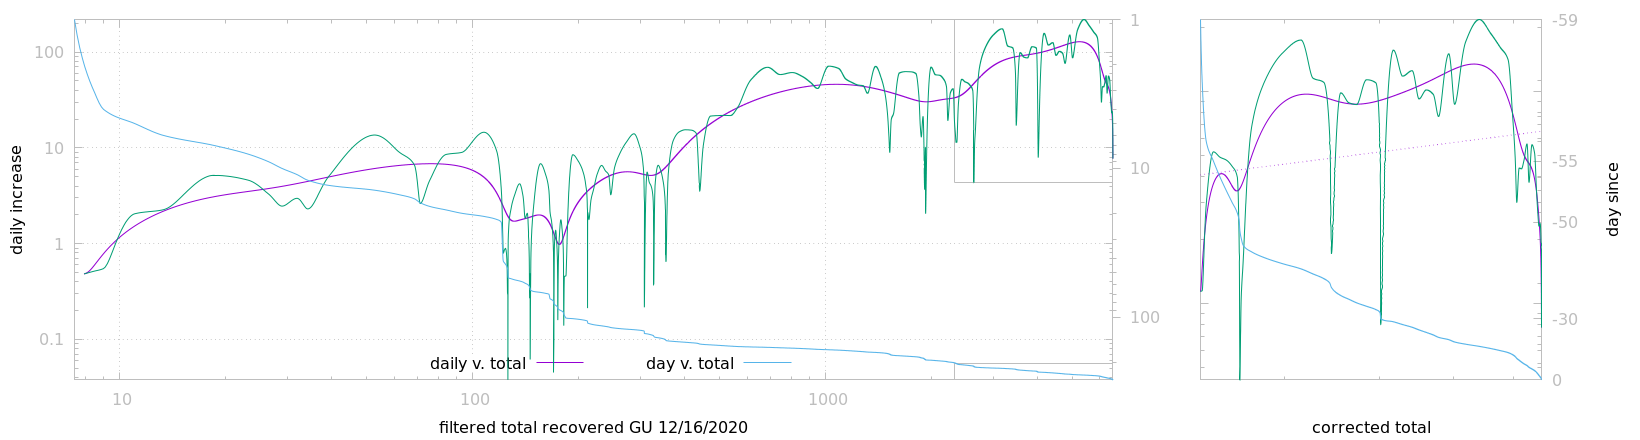 100
10
1
0.1
daily increase
10
100
1000
filtered total recovered GU 12/16/2020
daily v. total
day v. total
1
10
100
-59
-55
-50
-30
0
day since
corrected total